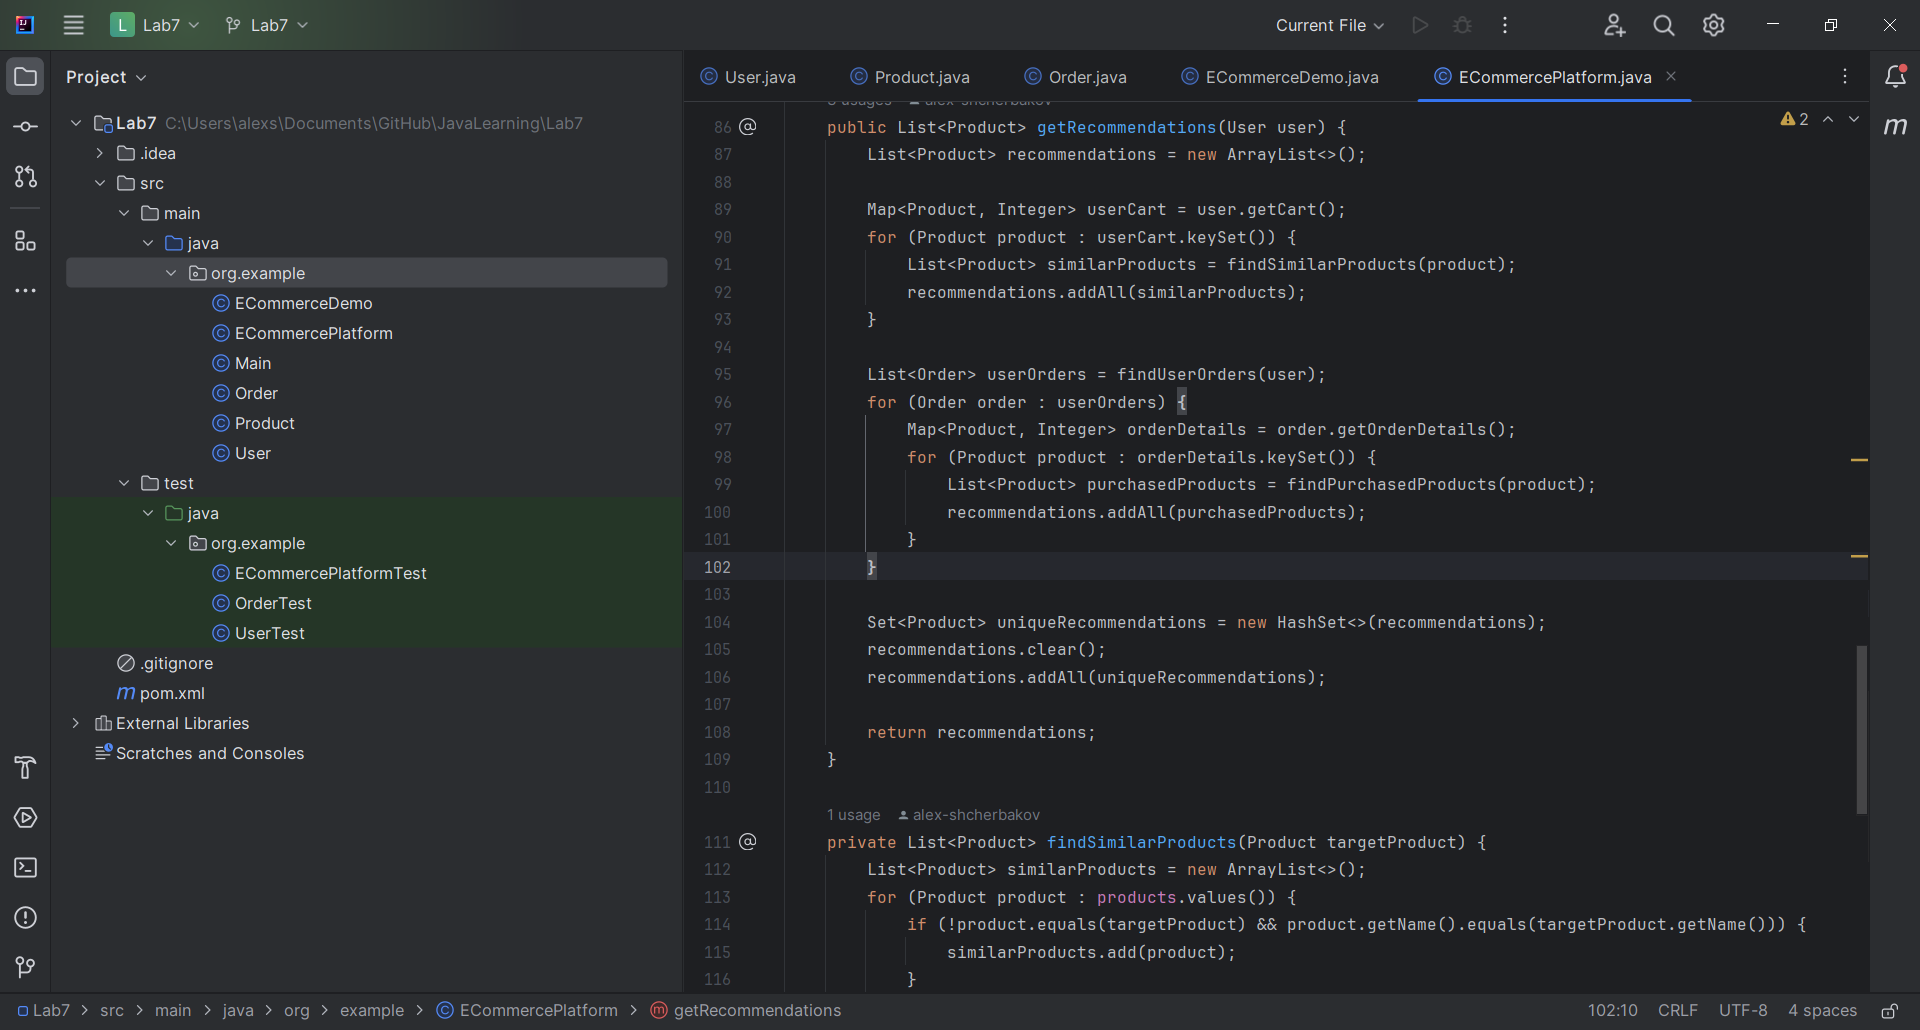 L Lab7 Lab7 Current File
Project
Lab7 C:\Users\alexs\Documents\GitHub\JavaLearning\Lab7
.idea
src
main
java
org.example
ECommerceDemo
ECommercePlatform
Main
Order
Product
User
test
java
org.example
ECommercePlatformTest
OrderTest
UserTest
.gitignore
pom.xml
External Libraries
Scratches and Consoles
User.java Product.java Order.java ECommerceDemo.java ECommercePlatform.java
usages alex-shcherbakov
2
86 public List<Product> getRecommendations(User user) {
87 List<Product> recommendations = new ArrayList<>();
88
89 Map<Product, Integer> userCart = user.getCart();
90 for (Product product : userCart.keySet()) {
91 List<Product> similarProducts = findSimilarProducts(product);
92 recommendations.addAll(similarProducts);
93 }
94
95 List<Order> userOrders = findUserOrders(user);
96 for (Order order : userOrders) {
97 Map<Product, Integer> orderDetails = order.getOrderDetails();
98 for (Product product : orderDetails.keySet()) {
99 List<Product> purchasedProducts = findPurchasedProducts(product);
100 recommendations.addAll(purchasedProducts);
101 }
102 }
103
104 Set<Product> uniqueRecommendations = new HashSet<>(recommendations);
105 recommendations.clear();
106 recommendations.addAll(uniqueRecommendations);
107
108 return recommendations;
109 }
110
1 usage alex-shcherbakov
111 private List<Product> findSimilarProducts(Product targetProduct) {
112 List<Product> similarProducts = new ArrayList<>();
113 for (Product product : products.values()) {
114 if (!product.equals(targetProduct) && product.getName().equals(targetProduct.getName())) {
115 similarProducts.add(product);
116 }
Lab7 > src > main > java > org > example > ECommercePlatform > getRecommendations 102:10 CRLF UTF-8 4 spaces